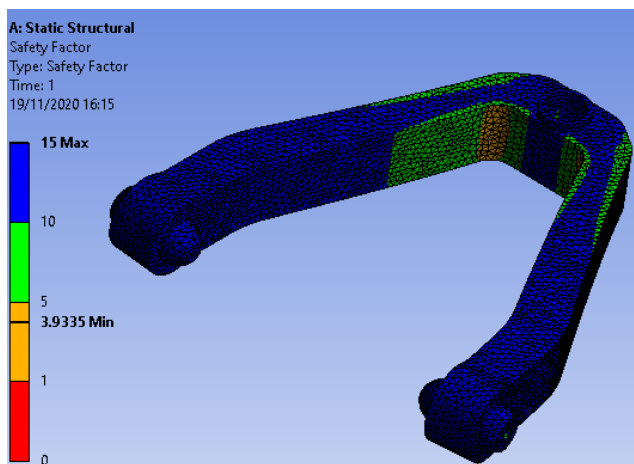 A: Static Structural
Safety Factor
Type: Safety Factor
Time: 1
19/11/2020 16:15
15 Max
10
5
3.9335 Min
1
0